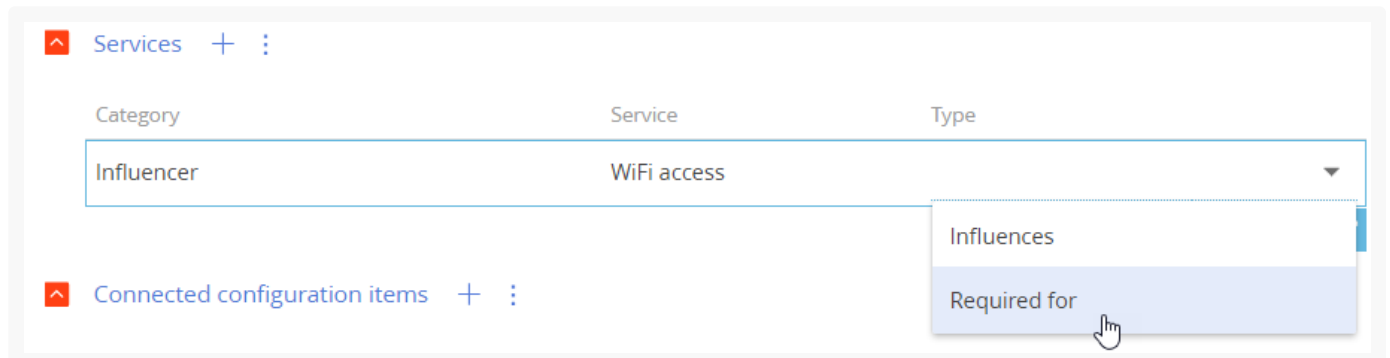 Services
Category Service Type
Influencer WiFi access
Influences
Connected configuration items
Required for